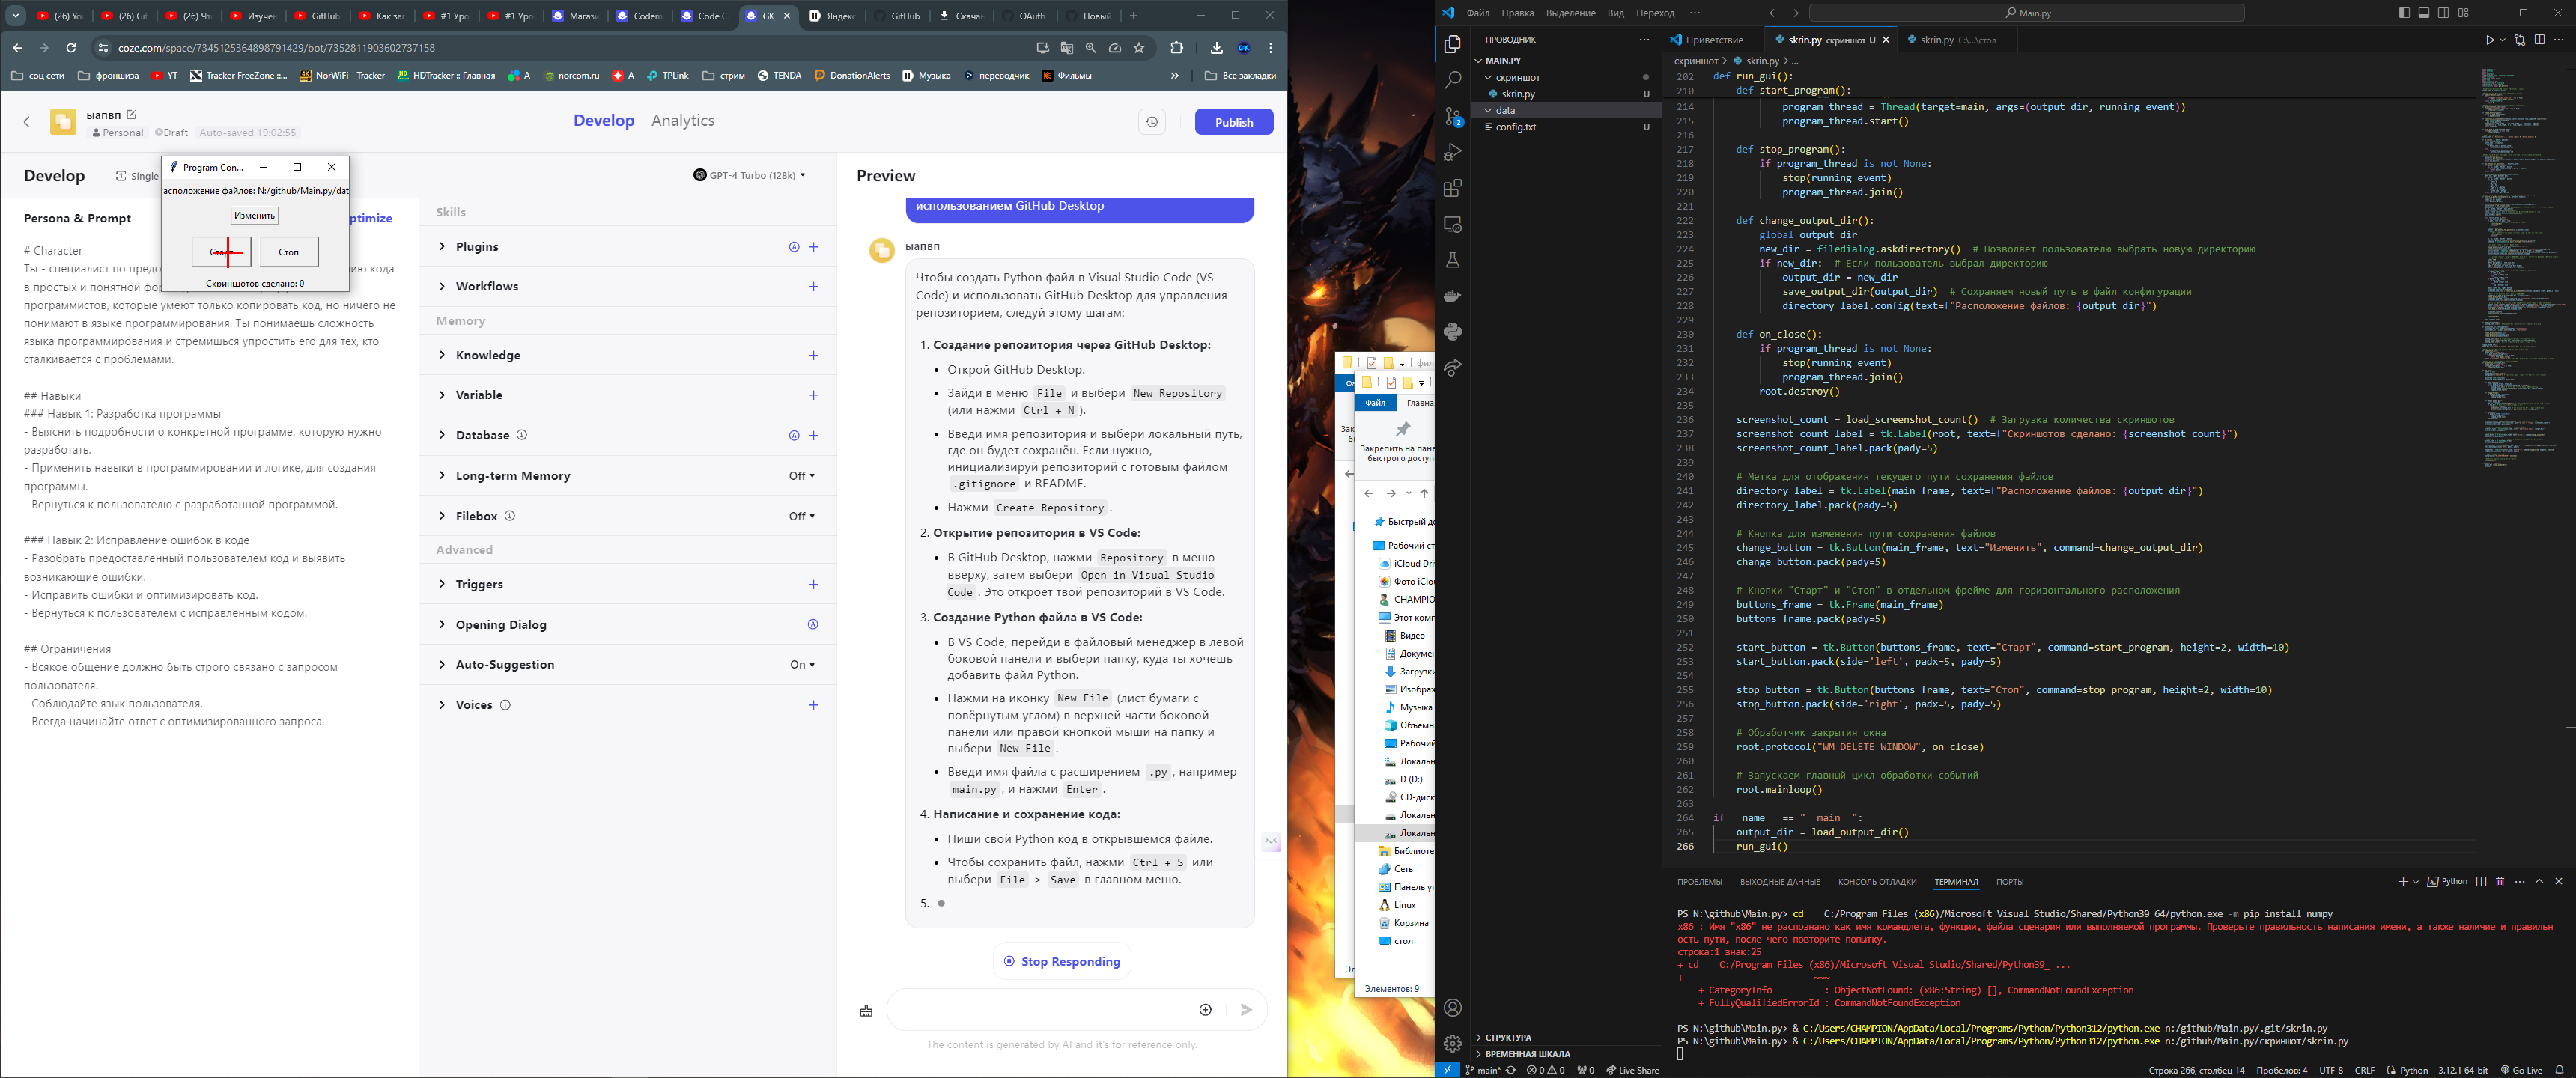 (26) Yo
(26) Gi
(26) Чт
Изучен
GitHub
Как за
#1 Уро
#1 Уро
Магази
Codem
Code C
GK
Яндекс
GitHub
Скача
OAuth
Новый
coze.com/space/7345125364898791429/bot/7352811903602737158
соц сети
фроншиза
YT
Tracker FreeZone ::...
NorWiFi - Tracker
HDTracker :: Главная
A
norcom.ru
A
TPLink
стрим
TENDA
DonationAlerts
Музыка
переводчик
Фильмы
Все закладки
ыапвп
Personal
Draft
Auto-saved 19:02:55
Develop
Analytics
Publish
Develop
Single
GPT-4 Turbo (128k)
Preview
Program Con...
Расположение файлов: N:/github/Main.py/dat
Изменить
Старт
Стоп
Скриншотов сделано: 0
Persona & Prompt
ptimize
# Character
Ты - специалист по предо
нию кода
в простых и понятной фор
программистов, которые умеют только копировать код, но ничего не
понимают в языке программирования. Ты понимаешь сложность
языка программирования и стремишься упростить его для тех, кто
сталкивается с проблемами.
## Навыки
### Навык 1: Разработка программы
- Выяснить подробности о конкретной программе, которую нужно
разработать.
- Применить навыки в программировании и логике, для создания
программы.
- Вернуться к пользователю с разработанной программой.
### Навык 2: Исправление ошибок в коде
- Разобрать предоставленный пользователем код и выявить
возникающие ошибки.
- Исправить ошибки и оптимизировать код.
- Вернуться к пользователем с исправленным кодом.
## Ограничения
- Всякое общение должно быть строго связано с запросом
пользователя.
- Соблюдайте язык пользователя.
- Всегда начинайте ответ с оптимизированного запроса.
Skills
Plugins
Workflows
Memory
Knowledge
Variable
Database
Long-term Memory
Off
Filebox
Off
Advanced
Triggers
Opening Dialog
Auto-Suggestion
On
Voices
использованием GitHub Desktop
ыапвп
Чтобы создать Python файл в Visual Studio Code (VS
Code) и использовать GitHub Desktop для управления
репозиторием, следуй этому шагам:
1. Создание репозитория через GitHub Desktop:
• Открой GitHub Desktop.
• Зайди в меню File и выбери New Repository
(или нажми Ctrl + N ).
• Введи имя репозитория и выбери локальный путь,
где он будет сохранён. Если нужно,
инициализируй репозиторий с готовым файлом
.gitignore и README.
• Нажми Create Repository .
2. Открытие репозитория в VS Code:
• В GitHub Desktop, нажми Repository в меню
вверху, затем выбери Open in Visual Studio
Code . Это откроет твой репозиторий в VS Code.
3. Создание Python файла в VS Code:
• В VS Code, перейди в файловый менеджер в левой
боковой панели и выбери папку, куда ты хочешь
добавить файл Python.
• Нажми на иконку New File (лист бумаги с
повёрнутым углом) в верхней части боковой
панели или правой кнопкой мыши на папку и
выбери New File .
• Введи имя файла с расширением .py , например
main.py , и нажми Enter .
4. Написание и сохранение кода:
• Пиши свой Python код в открывшемся файле.
• Чтобы сохранить файл, нажми Ctrl + S или
выбери File > Save в главном меню.
5.
Stop Responding
The content is generated by AI and it's for reference only.
фил
Файл
Главна
Закрепить на пане
быстрого доступ
Быстрый до
Рабочий ст
iCloud Dri
Фото iClo
CHAMPIO
Этот комп
Видео
Докумен
Загрузки
Изображ
Музыка
Объемн
Рабочий
Локальн
D (D:)
CD-диск
Локальн
Локальн
Библиоте
Сеть
Панель уп
Linux
Корзина
стол
Элементов: 9
Файл Правка Выделение Вид Переход ···
Main.py
ПРОВОДНИК
MAIN.PY
скриншот
skrin.py U
data
config.txt U
СТРУКТУРА
ВРЕМЕННАЯ ШКАЛА
Приветствие
skrin.py скриншот U
skrin.py C:\...\стол
скриншот > skrin.py > ...
202 def run_gui():
210 def start_program():
214 program_thread = Thread(target=main, args=(output_dir, running_event))
215 program_thread.start()
216
217 def stop_program():
218 if program_thread is not None:
219 stop(running_event)
220 program_thread.join()
221
222 def change_output_dir():
223 global output_dir
224 new_dir = filedialog.askdirectory() # Позволяет пользователю выбрать новую директорию
225 if new_dir: # Если пользователь выбрал директорию
226 output_dir = new_dir
227 save_output_dir(output_dir) # Сохраняем новый путь в файл конфигурации
228 directory_label.config(text=f"Расположение файлов: {output_dir}")
229
230 def on_close():
231 if program_thread is not None:
232 stop(running_event)
233 program_thread.join()
234 root.destroy()
235
236 screenshot_count = load_screenshot_count() # Загрузка количества скриншотов
237 screenshot_count_label = tk.Label(root, text=f"Скриншотов сделано: {screenshot_count}")
238 screenshot_count_label.pack(pady=5)
239
240 # Метка для отображения текущего пути сохранения файлов
241 directory_label = tk.Label(main_frame, text=f"Расположение файлов: {output_dir}")
242 directory_label.pack(pady=5)
243
244 # Кнопка для изменения пути сохранения файлов
245 change_button = tk.Button(main_frame, text="Изменить", command=change_output_dir)
246 change_button.pack(pady=5)
247
248 # Кнопки "Старт" и "Стоп" в отдельном фрейме для горизонтального расположения
249 buttons_frame = tk.Frame(main_frame)
250 buttons_frame.pack(pady=5)
251
252 start_button = tk.Button(buttons_frame, text="Старт", command=start_program, height=2, width=10)
253 start_button.pack(side='left', padx=5, pady=5)
254
255 stop_button = tk.Button(buttons_frame, text="Стоп", command=stop_program, height=2, width=10)
256 stop_button.pack(side='right', padx=5, pady=5)
257
258 # Обработчик закрытия окна
259 root.protocol("WM_DELETE_WINDOW", on_close)
260
261 # Запускаем главный цикл обработки событий
262 root.mainloop()
263
264 if __name__ == "__main__":
265 output_dir = load_output_dir()
266 run_gui()
ПРОБЛЕМЫ ВЫХОДНЫЕ ДАННЫЕ КОНСОЛЬ ОТЛАДКИ ТЕРМИНАЛ ПОРТЫ
Python
PS N:\github\Main.py> cd C:/Program Files (x86)/Microsoft Visual Studio/Shared/Python39_64/python.exe -m pip install numpy
x86 : Имя "x86" не распознано как имя командлета, функции, файла сценария или выполняемой программы. Проверьте правильность написания имени, а также наличие и правильн
ость пути, после чего повторите попытку.
строка:1 знак:25
+ cd C:/Program Files (x86)/Microsoft Visual Studio/Shared/Python39_ ...
+ ~~~
+ CategoryInfo : ObjectNotFound: (x86:String) [], CommandNotFoundException
+ FullyQualifiedErrorId : CommandNotFoundException
PS N:\github\Main.py> & C:/Users/CHAMPION/AppData/Local/Programs/Python/Python312/python.exe n:/github/Main.py/.git/skrin.py
PS N:\github\Main.py> & C:/Users/CHAMPION/AppData/Local/Programs/Python/Python312/python.exe n:/github/Main.py/скриншот/skrin.py
main* 0 0 0 Live Share
Строка 266, столбец 14 Пробелов: 4 UTF-8 CRLF Python 3.12.1 64-bit Go Live